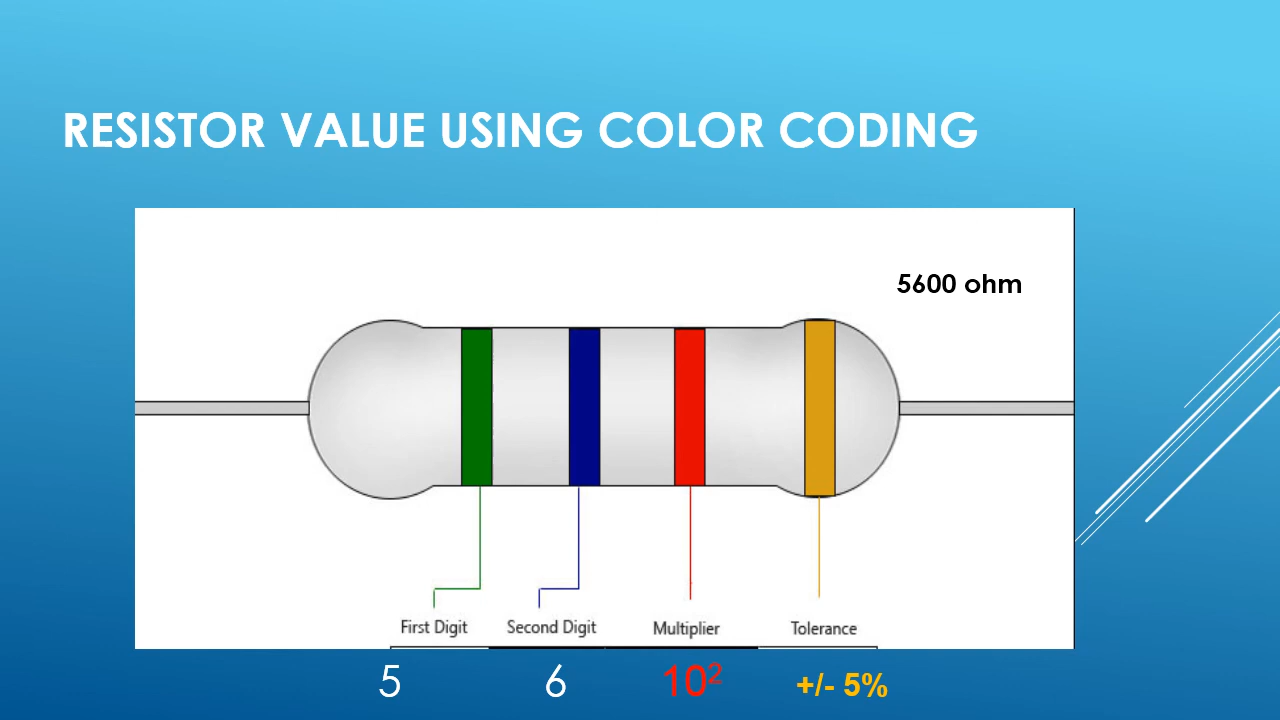 RESISTOR VALUE USING COLOR CODING
5600 ohm
First Digit Second Digit Multiplier Tolerance
5 6 10² +/- 5%